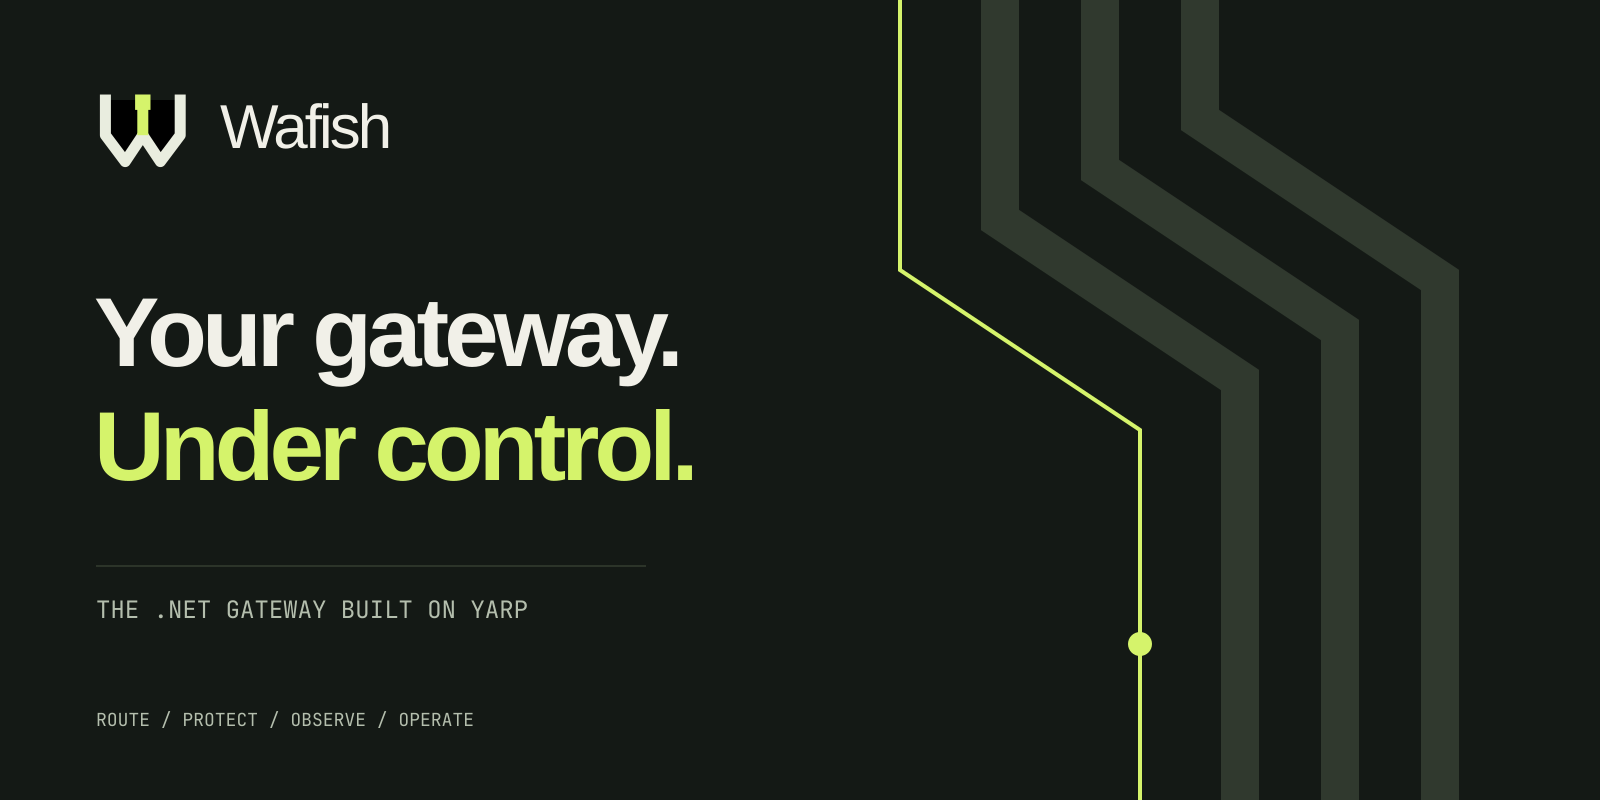 Wafish
Your gateway.
Under control.
THE .NET GATEWAY BUILT ON YARP
ROUTE / PROTECT / OBSERVE / OPERATE